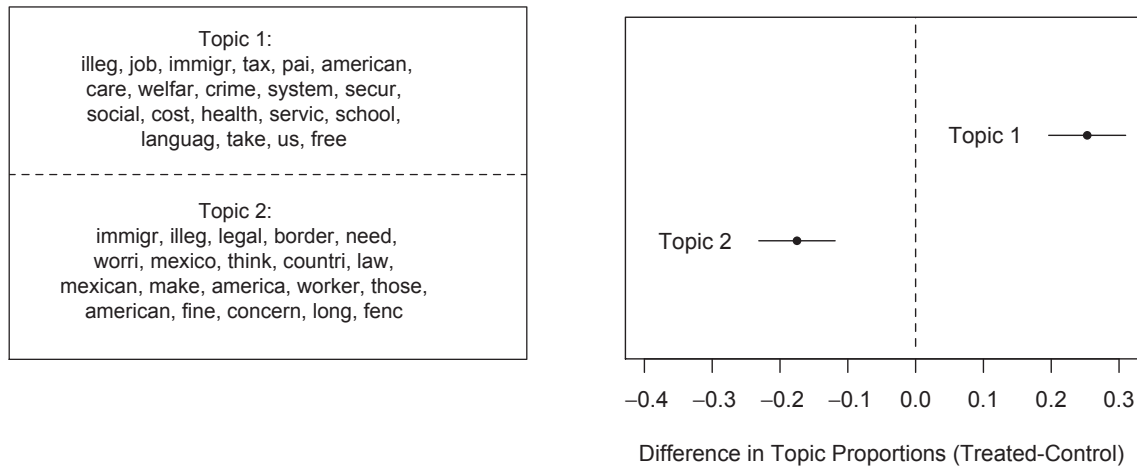 Topic 1:
illeg, job, immigr, tax, pai, american,
care, welfar, crime, system, secur,
social, cost, health, servic, school,
languag, take, us, free
Topic 2:
immigr, illeg, legal, border, need,
worri, mexico, think, countri, law,
mexican, make, america, worker, those,
american, fine, concern, long, fenc
Topic 1
Topic 2
−0.4 −0.3 −0.2 −0.1 0.0 0.1 0.2 0.3
Difference in Topic Proportions (Treated-Control)